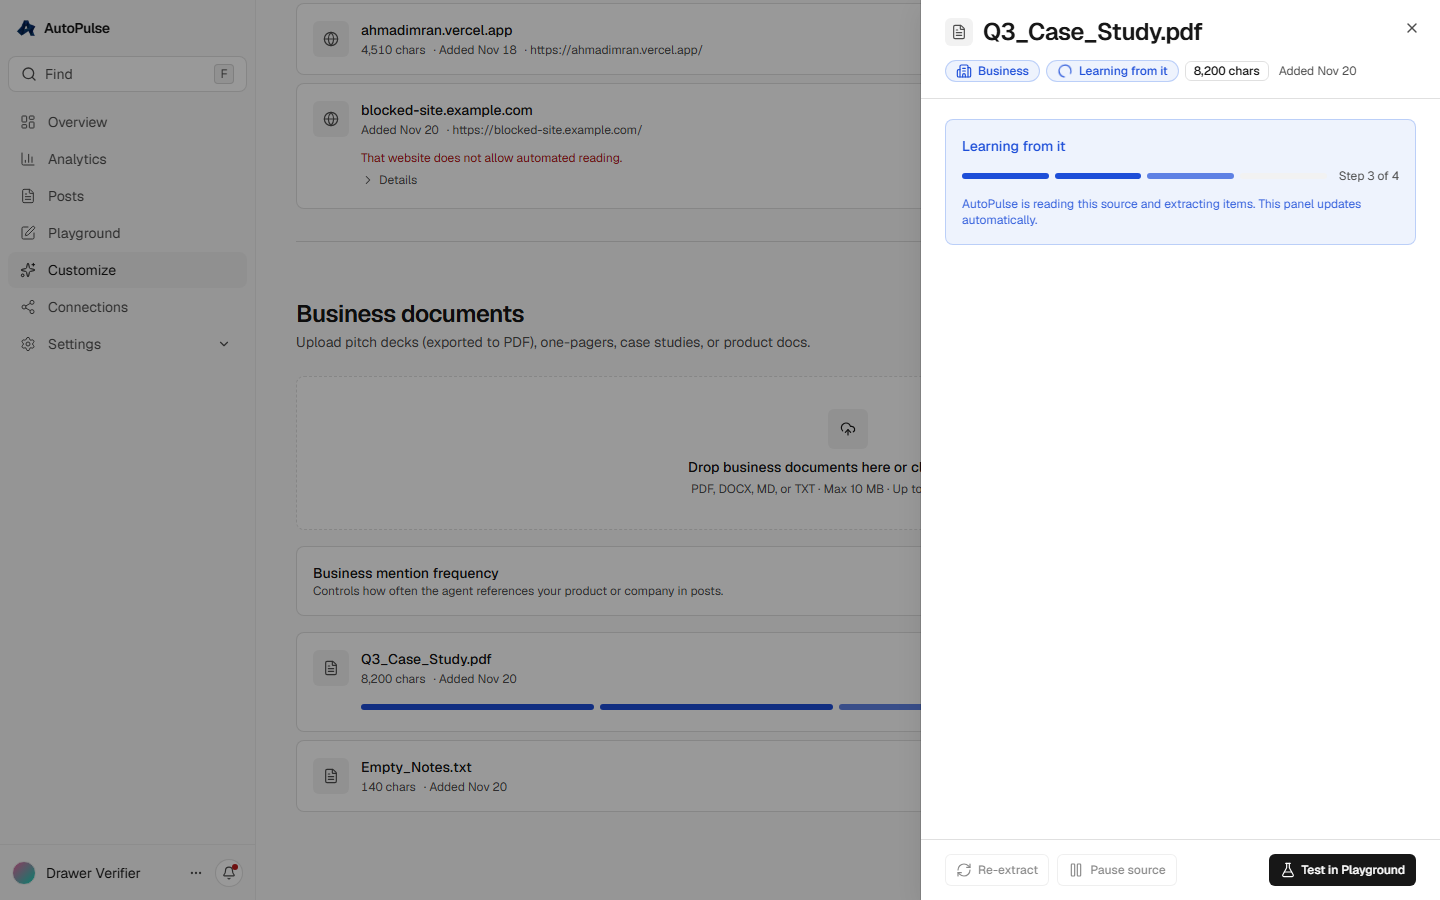 AutoPulse
Find
F
Overview
Analytics
Posts
Playground
Customize
Connections
Settings
Drawer Verifier
ahmadimran.vercel.app
4,510 chars · Added Nov 18 · https://ahmadimran.vercel.app/
blocked-site.example.com
Added Nov 20 · https://blocked-site.example.com/
That website does not allow automated reading.
Details
Business documents
Upload pitch decks (exported to PDF), one-pagers, case studies, or product docs.
Drop business documents here or cl
PDF, DOCX, MD, or TXT · Max 10 MB · Up to
Business mention frequency
Controls how often the agent references your product or company in posts.
Q3_Case_Study.pdf
8,200 chars · Added Nov 20
Empty_Notes.txt
140 chars · Added Nov 20
Q3_Case_Study.pdf
Business
Learning from it
8,200 chars
Added Nov 20
Learning from it
Step 3 of 4
AutoPulse is reading this source and extracting items. This panel updates
automatically.
Re-extract
Pause source
Test in Playground